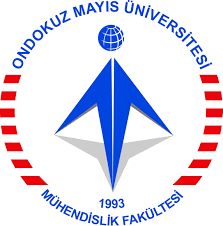 ONDOKUZ MAYIS ÜNİVERSİTESİ
1993
MÜHENDİSLİK FAKÜLTESİ